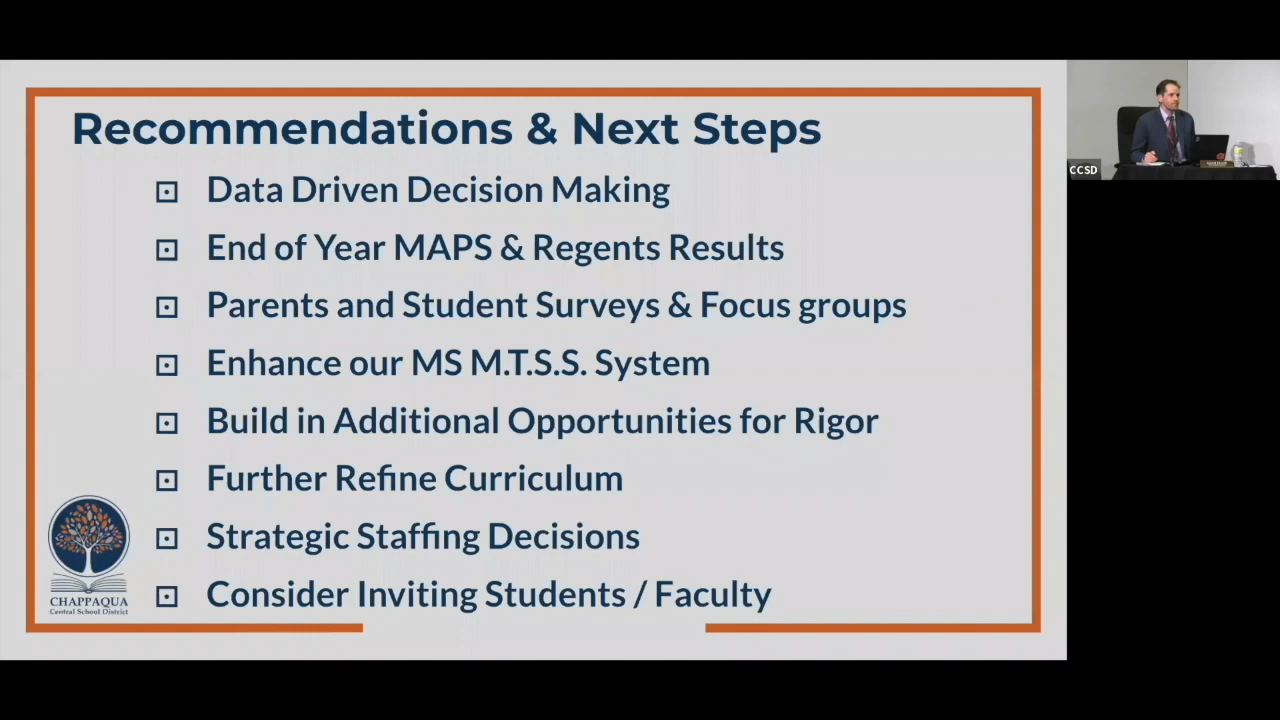 Recommendations & Next Steps
Data Driven Decision Making
End of Year MAPS & Regents Results
Parents and Student Surveys & Focus groups
Enhance our MS M.T.S.S. System
Build in Additional Opportunities for Rigor
Further Refine Curriculum
Strategic Staffing Decisions
Consider Inviting Students / Faculty
CHAPPAQUA
Central School District
CCSD